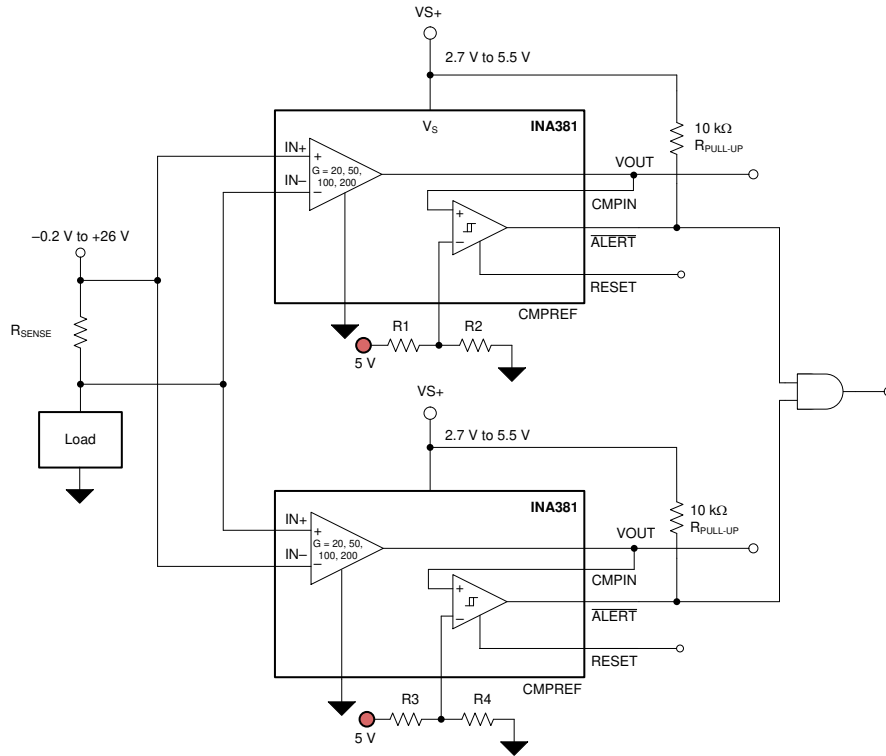 VS+
2.7 V to 5.5 V
VS
INA381
10 kΩ
RPULL-UP
IN+
+
G = 20, 50,
100, 200
IN−
−
VOUT
CMPIN
+
−
ALERT
RESET
CMPREF
−0.2 V to +26 V
RSENSE
R1
R2
5 V
Load
VS+
2.7 V to 5.5 V
INA381
10 kΩ
RPULL-UP
IN+
+
G = 20, 50,
100, 200
IN−
−
VOUT
CMPIN
+
−
ALERT
RESET
CMPREF
R3
R4
5 V